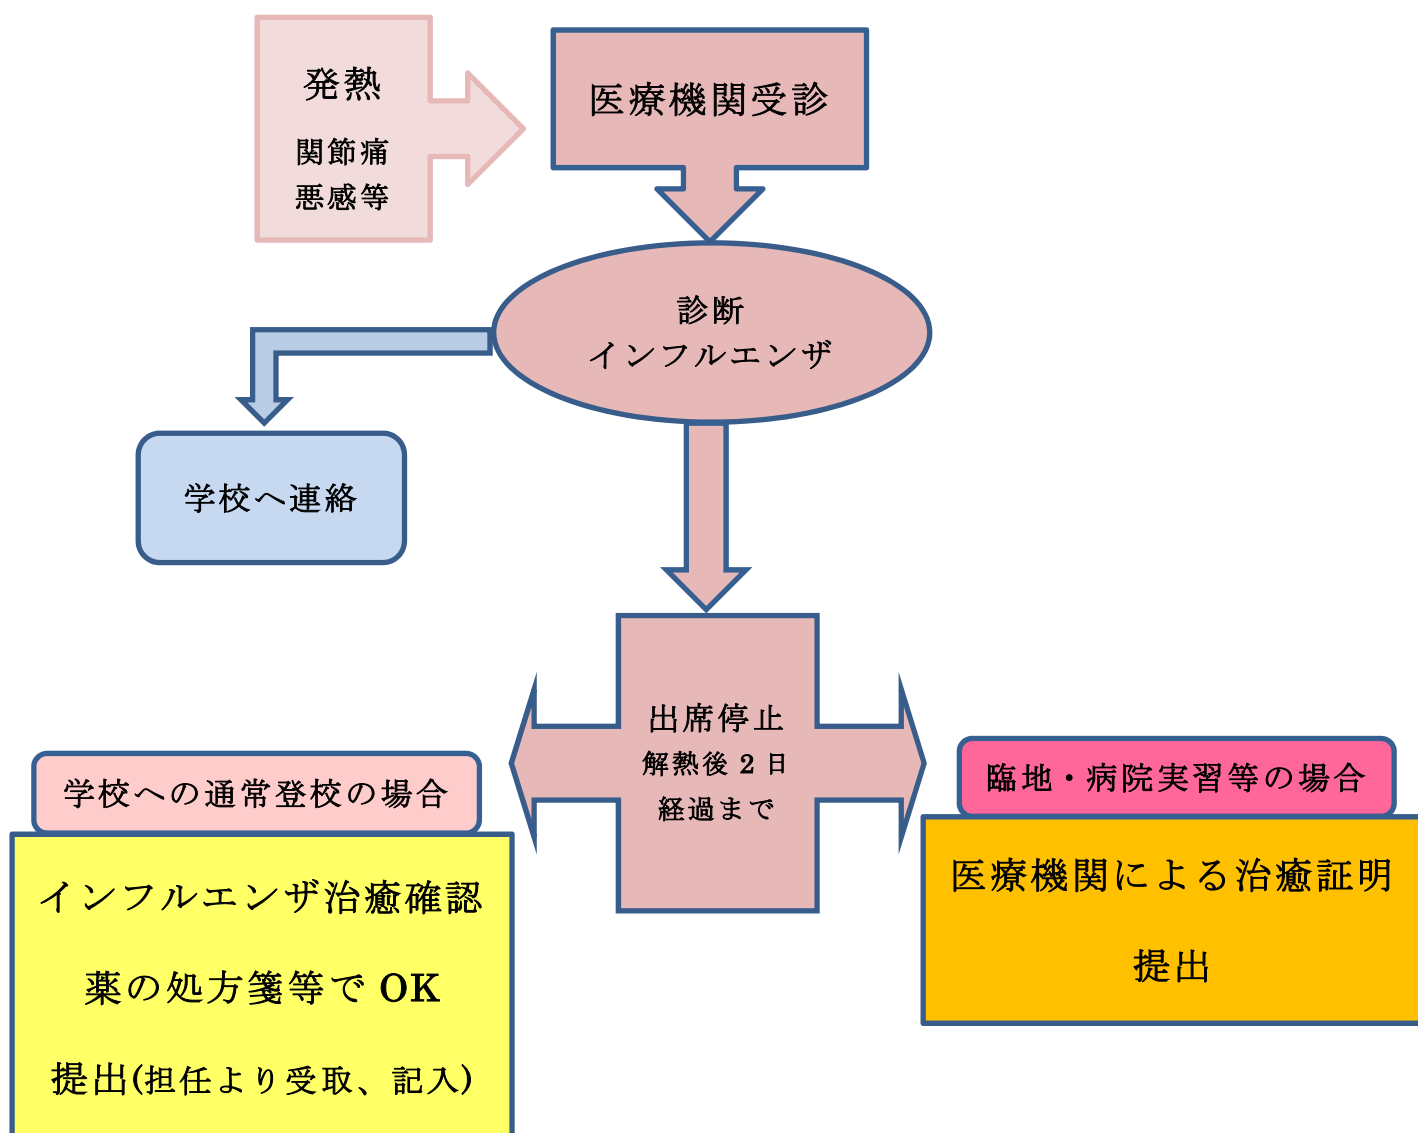 発熱
関節痛
悪感等
医療機関受診
診断
インフルエンザ
学校へ連絡
出席停止
解熱後 2 日
経過まで
学校への通常登校の場合
インフルエンザ治癒確認
薬の処方箋等で OK
提出(担任より受取、記入)
臨地・病院実習等の場合
医療機関による治癒証明
提出